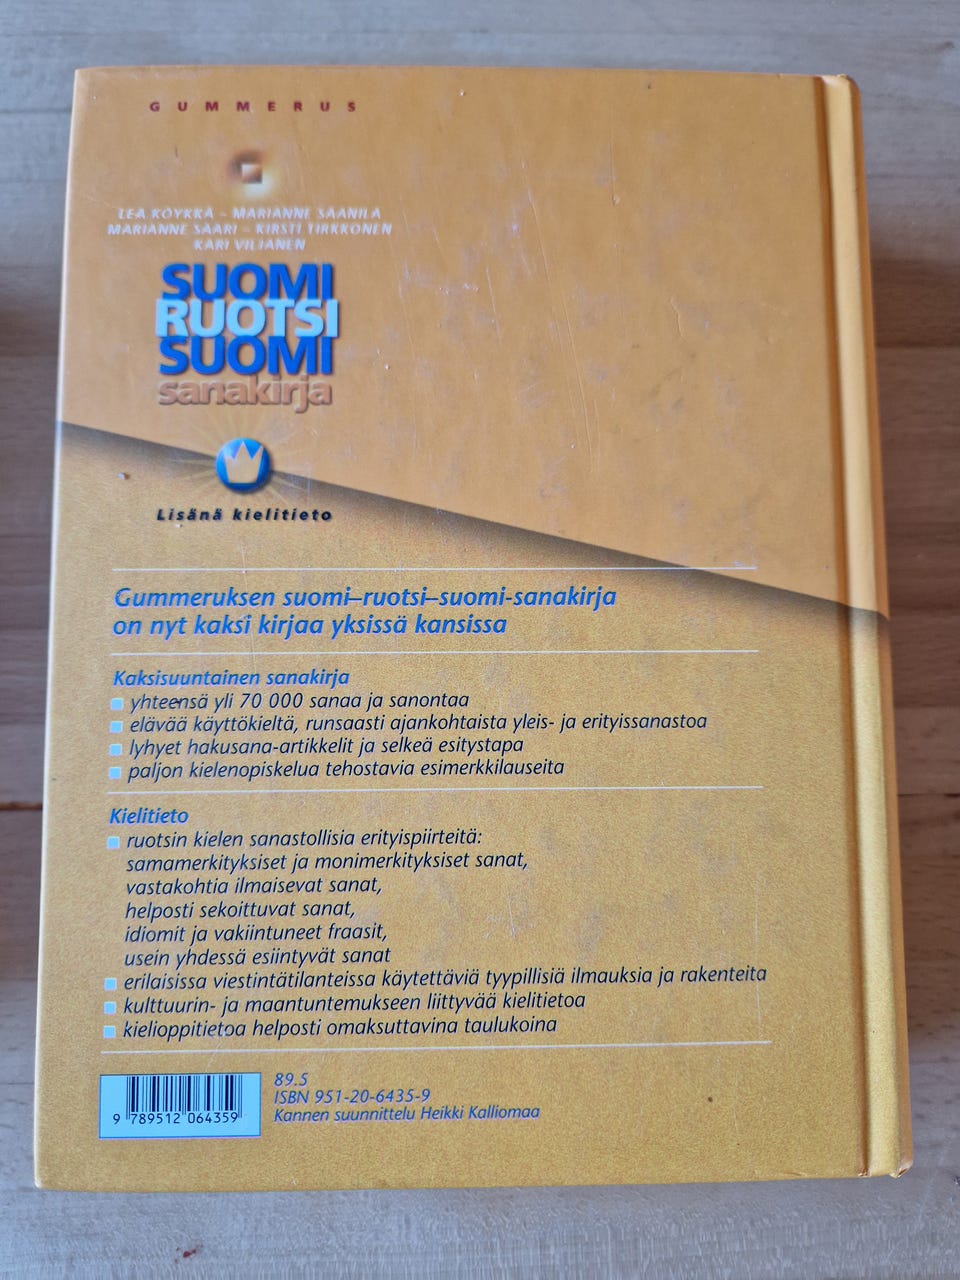 GUMMERUS
LEA KÖYKKÄ – MARIANNE SAANILA
MARIANNE SAARI – KIRSTI TIRKKONEN
KARI VILJANEN
SUOMI
RUOTSI
SUOMI
sanakirja
Lisänä kielitieto
Gummeruksen suomi–ruotsi–suomi-sanakirja
on nyt kaksi kirjaa yksissä kansissa
Kaksisuuntainen sanakirja
yhteensä yli 70 000 sanaa ja sanontaa
elävää käyttökieltä, runsaasti ajankohtaista yleis- ja erityissanastoa
lyhyet hakusana-artikkelit ja selkeä esitystapa
paljon kielenopiskelua tehostavia esimerkkilauseita
Kielitieto
ruotsin kielen sanastollisia erityispiirteitä:
samamerkityksiset ja monimerkityksiset sanat,
vastakohtia ilmaisevat sanat,
helposti sekoittuvat sanat,
idiomit ja vakiintuneet fraasit,
usein yhdessä esiintyvät sanat
erilaisissa viestintätilanteissa käytettäviä tyypillisiä ilmauksia ja rakenteita
kulttuurin- ja maantuntemukseen liittyvää kielitietoa
kielioppitietoa helposti omaksuttavina taulukoina
89.5
ISBN 951-20-6435-9
Kannen suunnittelu Heikki Kalliomaa
9 789512 064359